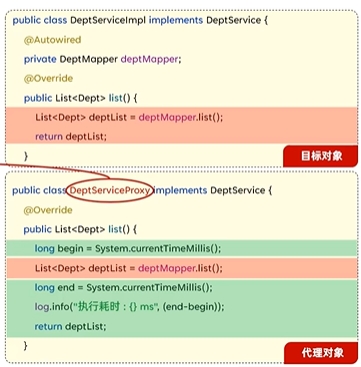 public class DeptServiceImpl implements DeptService {
@Autowired
private DeptMapper deptMapper;
@Override
public List<Dept> list() {
List<Dept> deptList = deptMapper.list();
return deptList;
}
目标对象
public class DeptServiceProxy implements DeptService {
@Override
public List<Dept> list() {
long begin = System.currentTimeMillis();
List<Dept> deptList = deptMapper.list();
long end = System.currentTimeMillis();
log.info("执行耗时 : {} ms", (end-begin));
return deptList;
}
代理对象